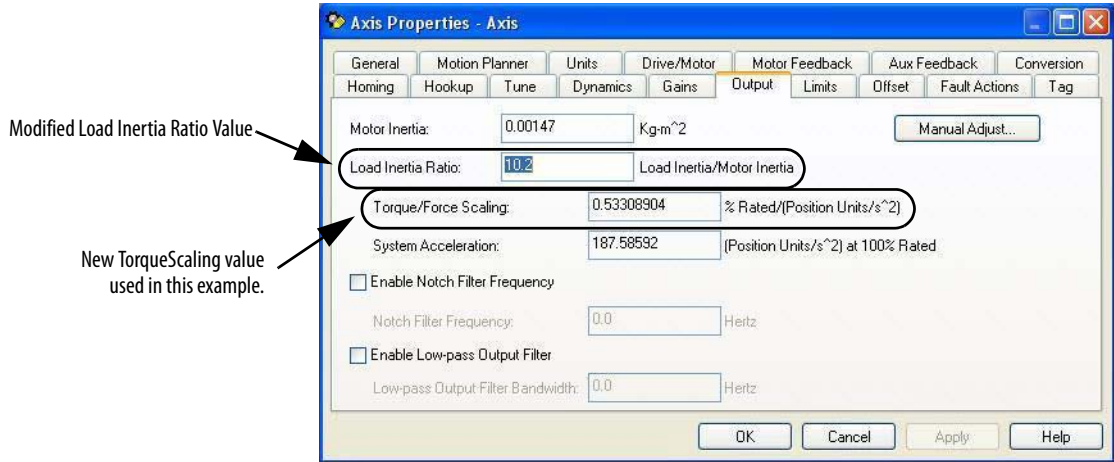 Axis Properties - Axis
General Motion Planner Units Drive/Motor Motor Feedback Aux Feedback Conversion
Homing Hookup Tune Dynamics Gains Output Limits Offset Fault Actions Tag
Motor Inertia: 0.00147 Kg-m^2 Manual Adjust...
Modified Load Inertia Ratio Value
Load Inertia Ratio: 10.2 Load Inertia/Motor Inertia
Torque/Force Scaling: 0.53308904 % Rated/(Position Units/s^2)
System Acceleration: 187.58592 (Position Units/s^2) at 100% Rated
New TorqueScaling value
used in this example.
Enable Notch Filter Frequency
Notch Filter Frequency: 0.0 Hertz
Enable Low-pass Output Filter
Low-pass Output Filter Bandwidth: 0.0 Hertz
OK Cancel Apply Help